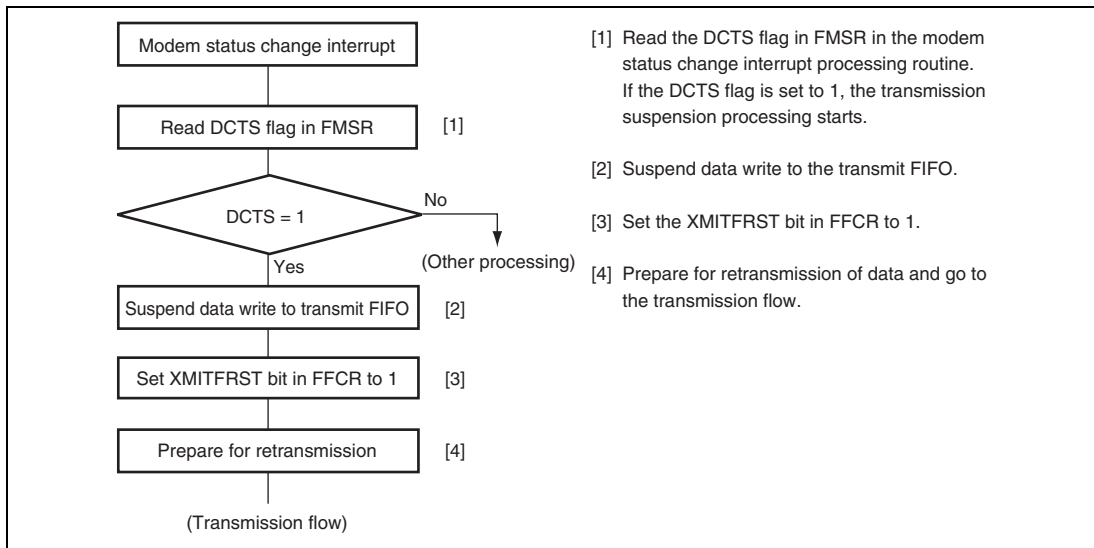 Modem status change interrupt
Read DCTS flag in FMSR
[1]
DCTS = 1
No
(Other processing)
Yes
Suspend data write to transmit FIFO
[2]
Set XMITFRST bit in FFCR to 1
[3]
Prepare for retransmission
[4]
(Transmission flow)
[1] Read the DCTS flag in FMSR in the modem
status change interrupt processing routine.
If the DCTS flag is set to 1, the transmission
suspension processing starts.
[2] Suspend data write to the transmit FIFO.
[3] Set the XMITFRST bit in FFCR to 1.
[4] Prepare for retransmission of data and go to
the transmission flow.